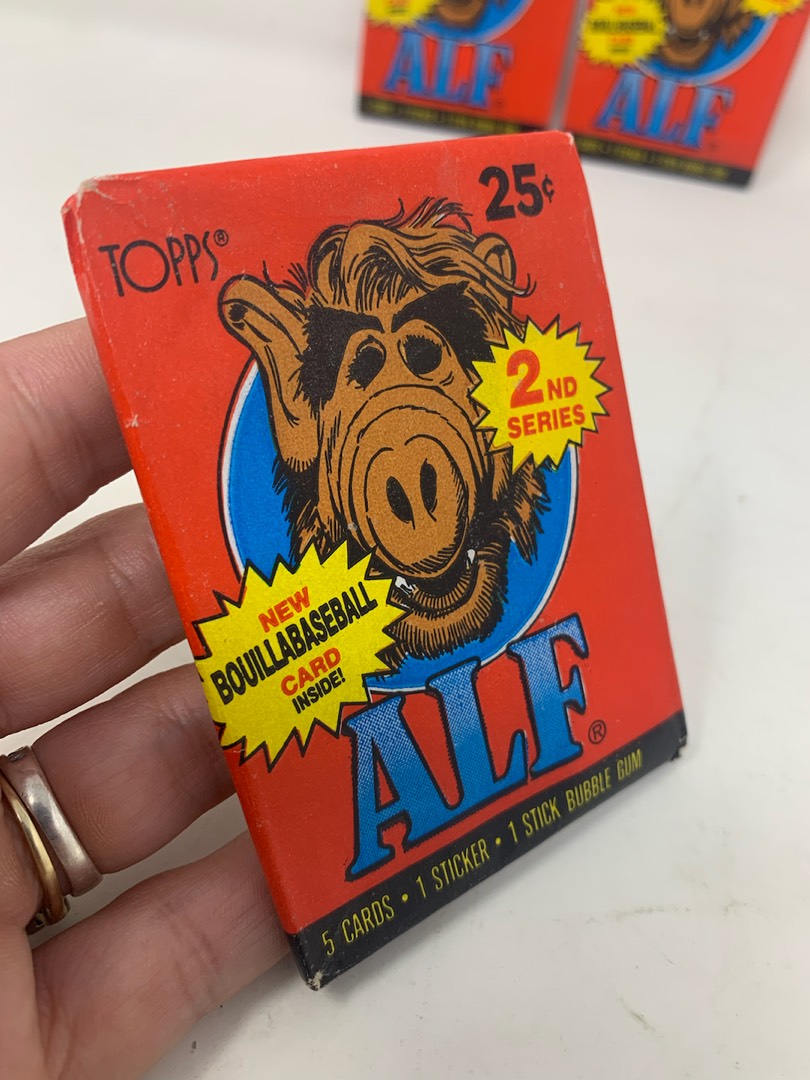 ALF
BOUILLABASEBALL
ALF
TOPPS®
25¢
2ND
SERIES
NEW
BOUILLABASEBALL
CARD
INSIDE!
ALF®
5 CARDS • 1 STICKER • 1 STICK BUBBLE GUM